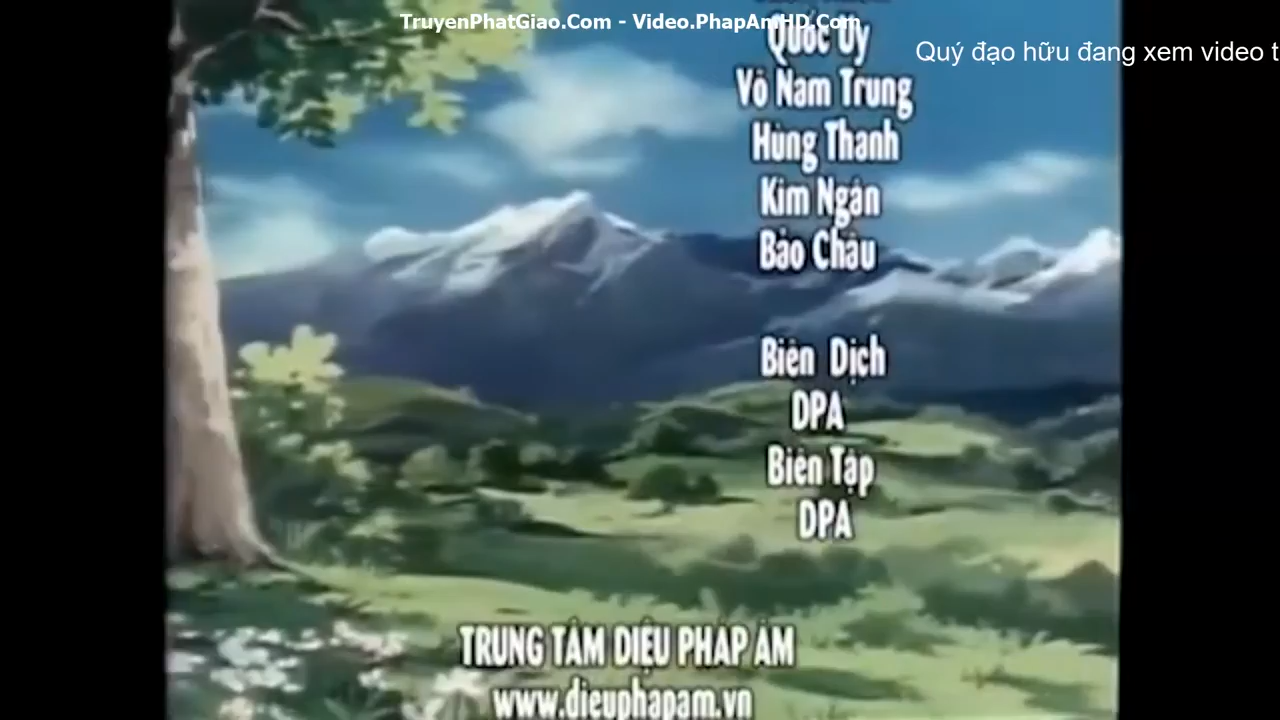 TruyenPhatGiao.Com - Video.PhapAmHD.Com
Quốc Uy
Quý đạo hữu đang xem video t
Võ Nam Trung
Hùng Thanh
Kim Ngân
Bảo Châu
Biên Dịch
DPA
Biên Tập
DPA
TRUNG TÂM DIỆU PHÁP ÂM
www.dieuphapam.vn